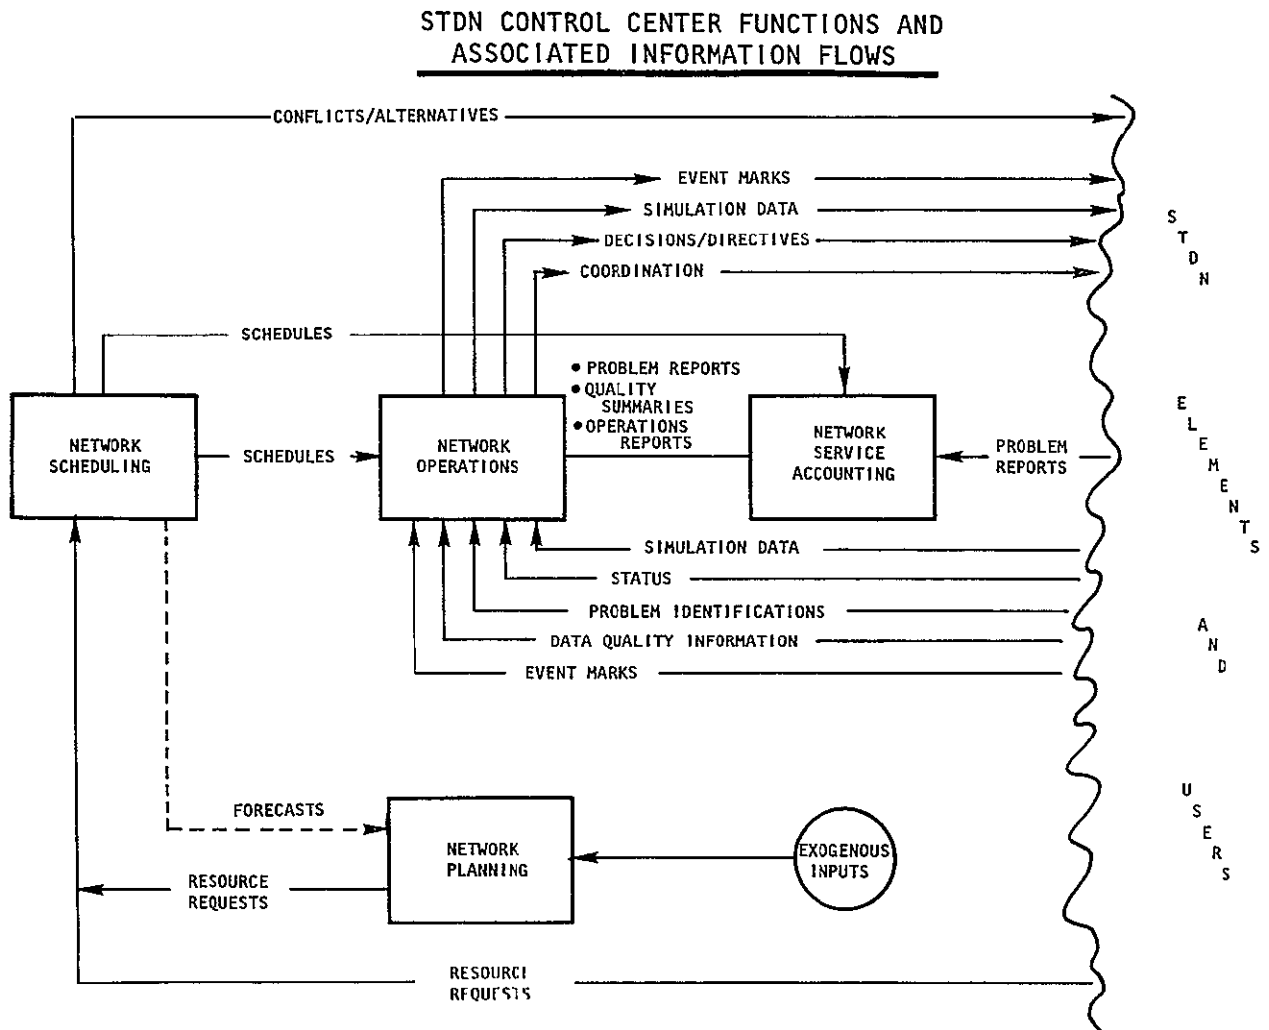 STDN CONTROL CENTER FUNCTIONS AND
ASSOCIATED INFORMATION FLOWS
CONFLICTS/ALTERNATIVES
EVENT MARKS
SIMULATION DATA
DECISIONS/DIRECTIVES
COORDINATION
SCHEDULES
• PROBLEM REPORTS
• QUALITY
SUMMARIES
• OPERATIONS
REPORTS
NETWORK
SCHEDULING
SCHEDULES
NETWORK
OPERATIONS
NETWORK
SERVICE
ACCOUNTING
PROBLEM
REPORTS
SIMULATION DATA
STATUS
PROBLEM IDENTIFICATIONS
DATA QUALITY INFORMATION
EVENT MARKS
FORECASTS
NETWORK
PLANNING
EXOGENOUS
INPUTS
RESOURCE
REQUESTS
RESOURCE
REQUESTS
STDN
ELEMENTS
AND
USERS